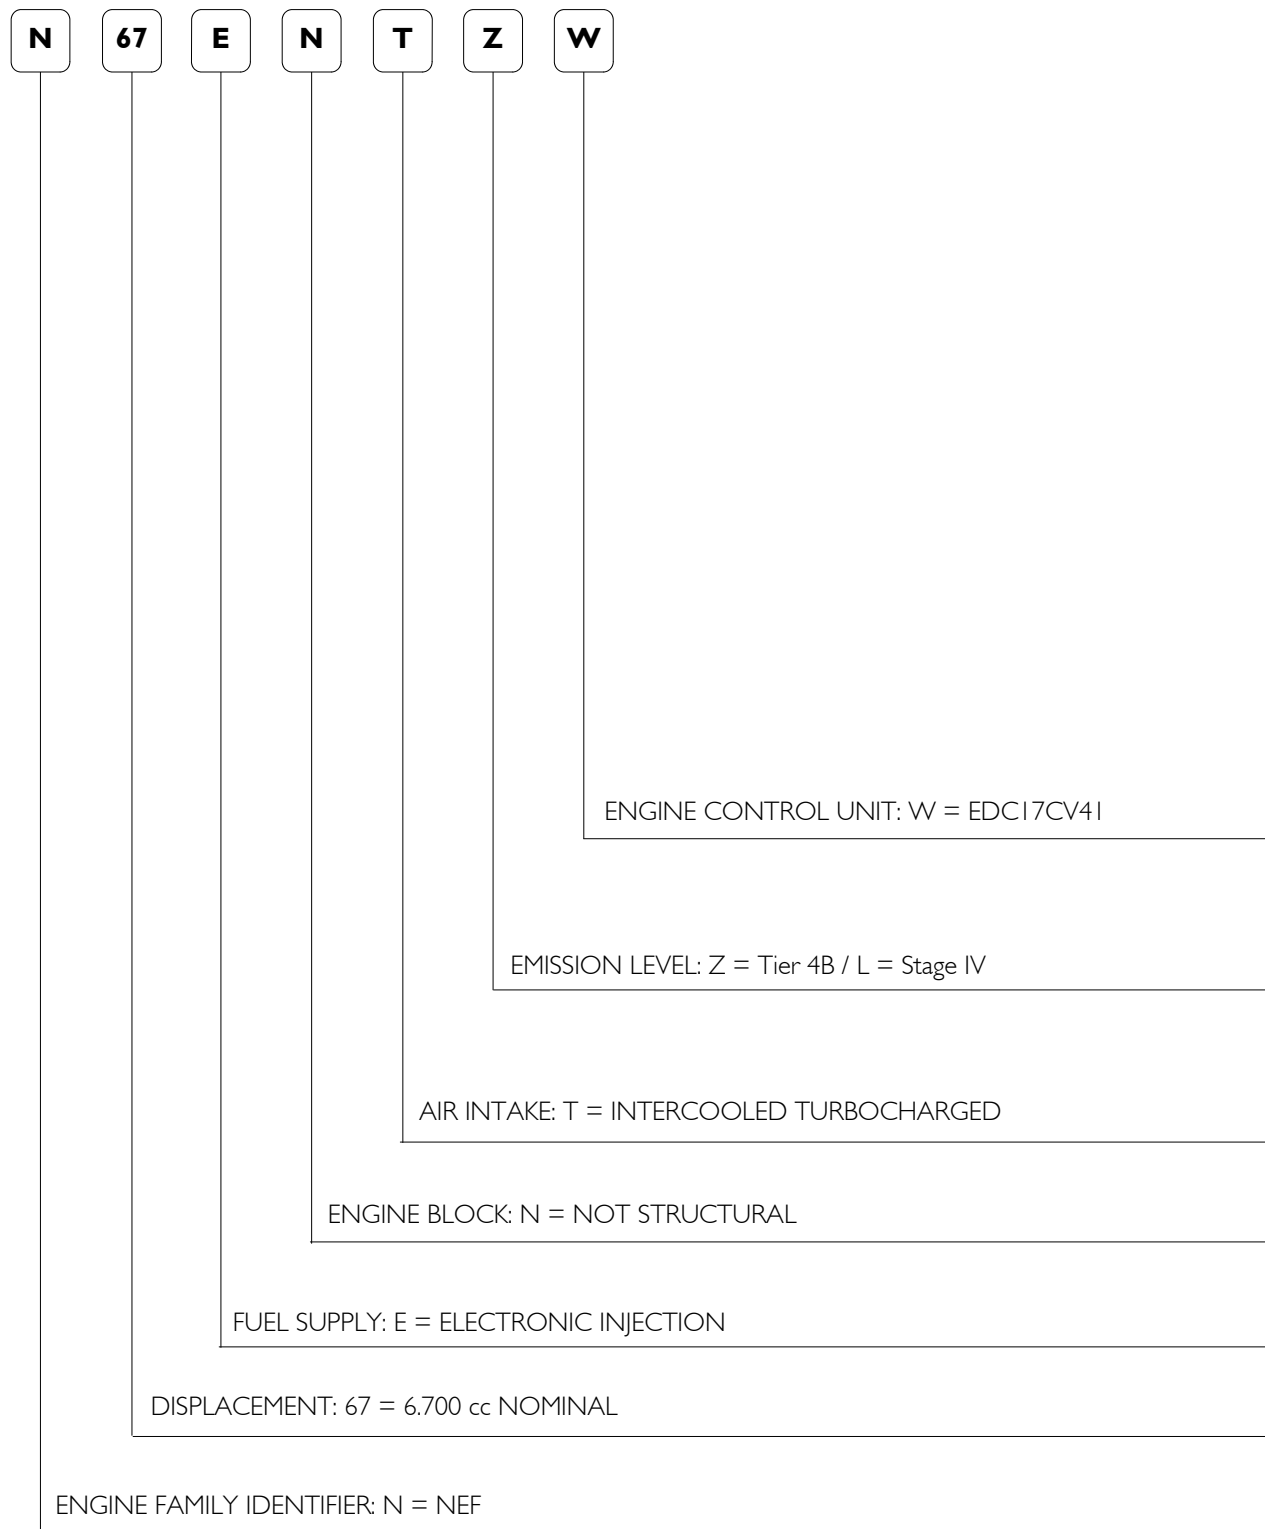 N 67 E N T Z W
ENGINE CONTROL UNIT: W = EDC17CV41
EMISSION LEVEL: Z = Tier 4B / L = Stage IV
AIR INTAKE: T = INTERCOOLED TURBOCHARGED
ENGINE BLOCK: N = NOT STRUCTURAL
FUEL SUPPLY: E = ELECTRONIC INJECTION
DISPLACEMENT: 67 = 6.700 cc NOMINAL
ENGINE FAMILY IDENTIFIER: N = NEF